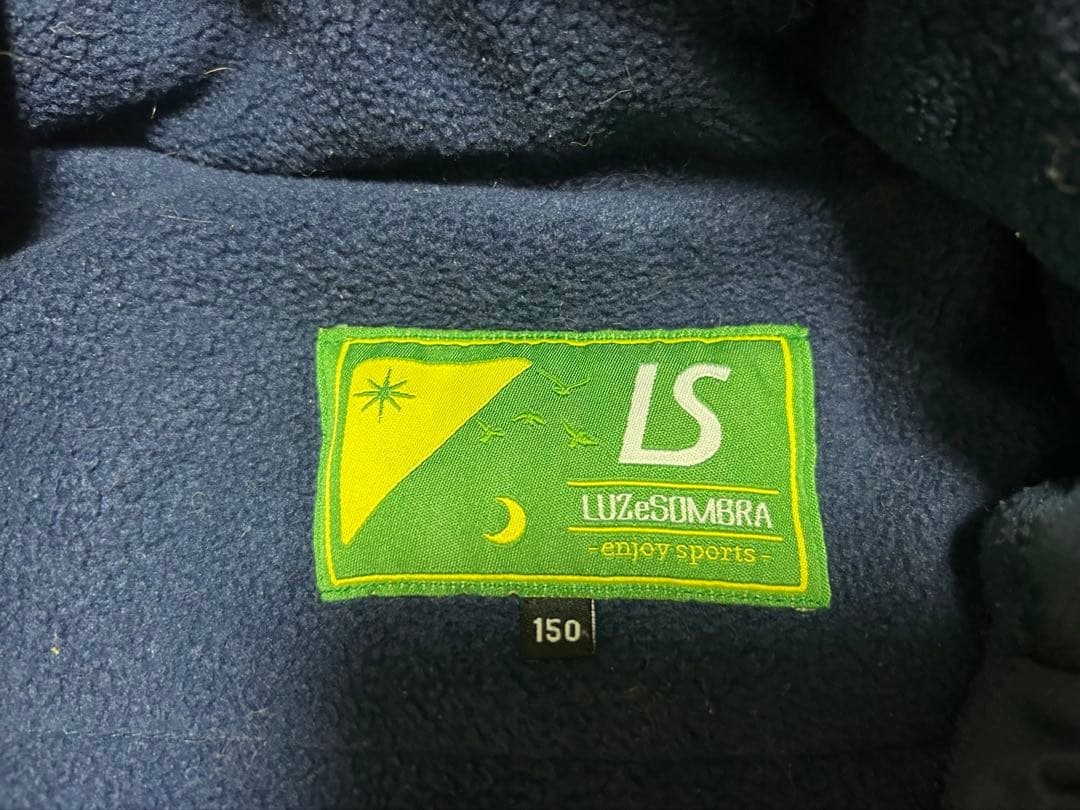 LS
LUZeSOMBRA
-enjoy sports-
150